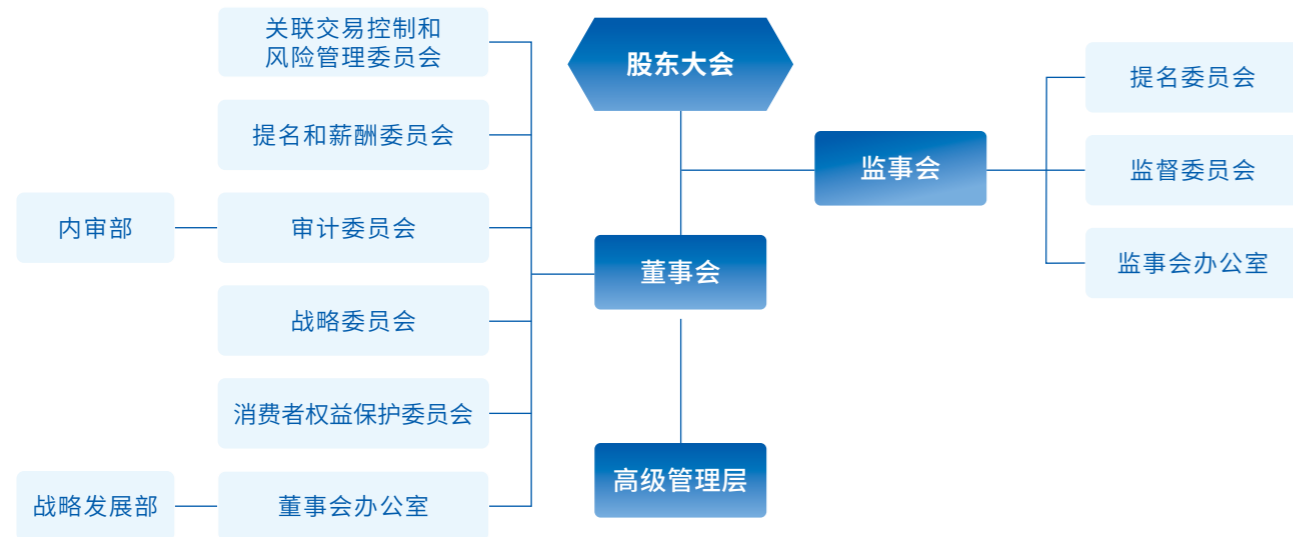 关联交易控制和
风险管理委员会
股东大会
提名委员会
提名和薪酬委员会
监事会
监督委员会
内审部
审计委员会
董事会
监事会办公室
战略委员会
消费者权益保护委员会
高级管理层
战略发展部
董事会办公室